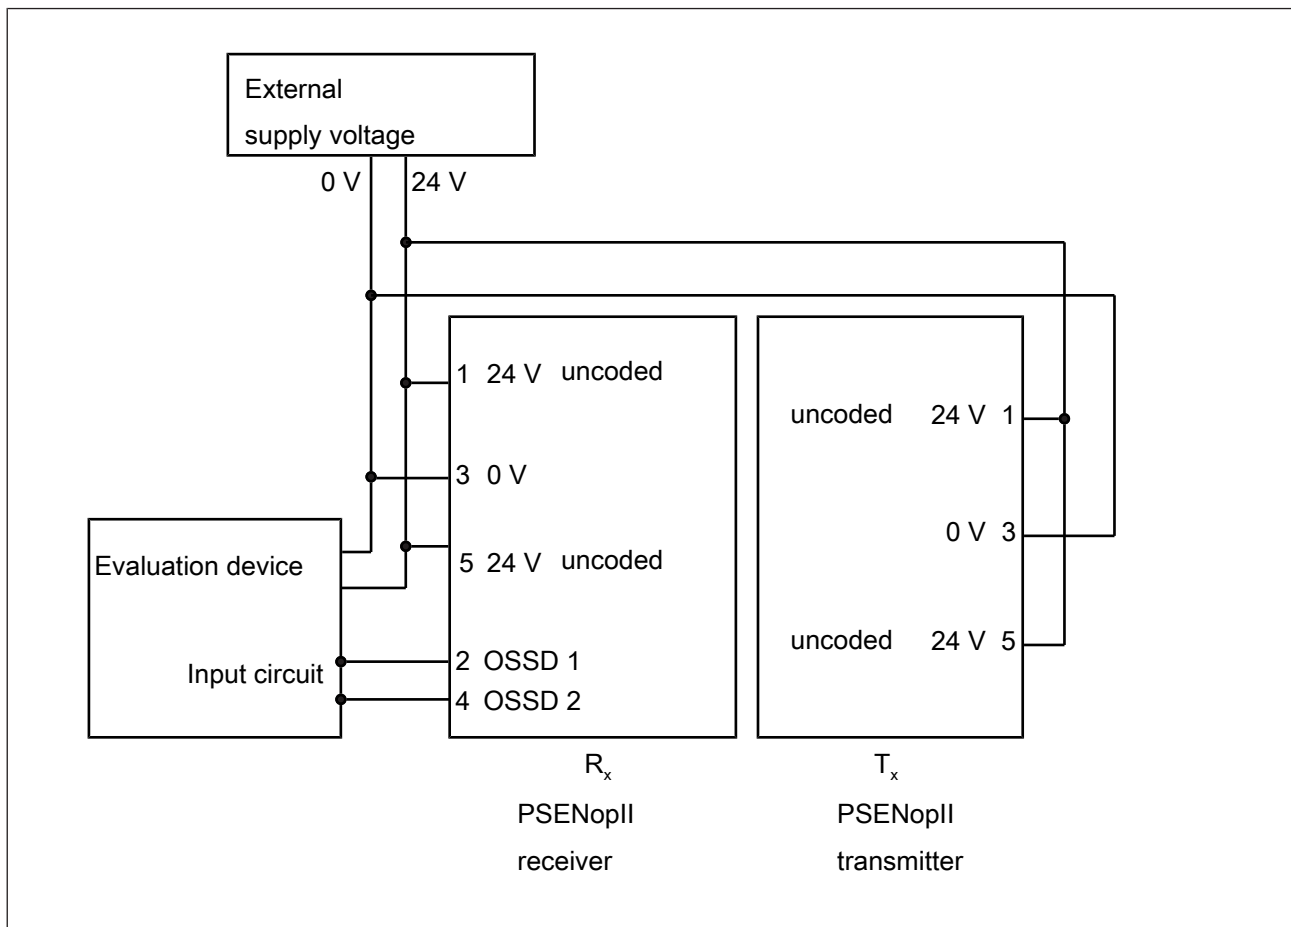 External
supply voltage
0 V 24 V
1 24 V uncoded
uncoded 24 V 1
3 0 V
0 V 3
Evaluation device
5 24 V uncoded
uncoded 24 V 5
Input circuit
2 OSSD 1
4 OSSD 2
Rx
PSENopII
receiver
Tx
PSENopII
transmitter